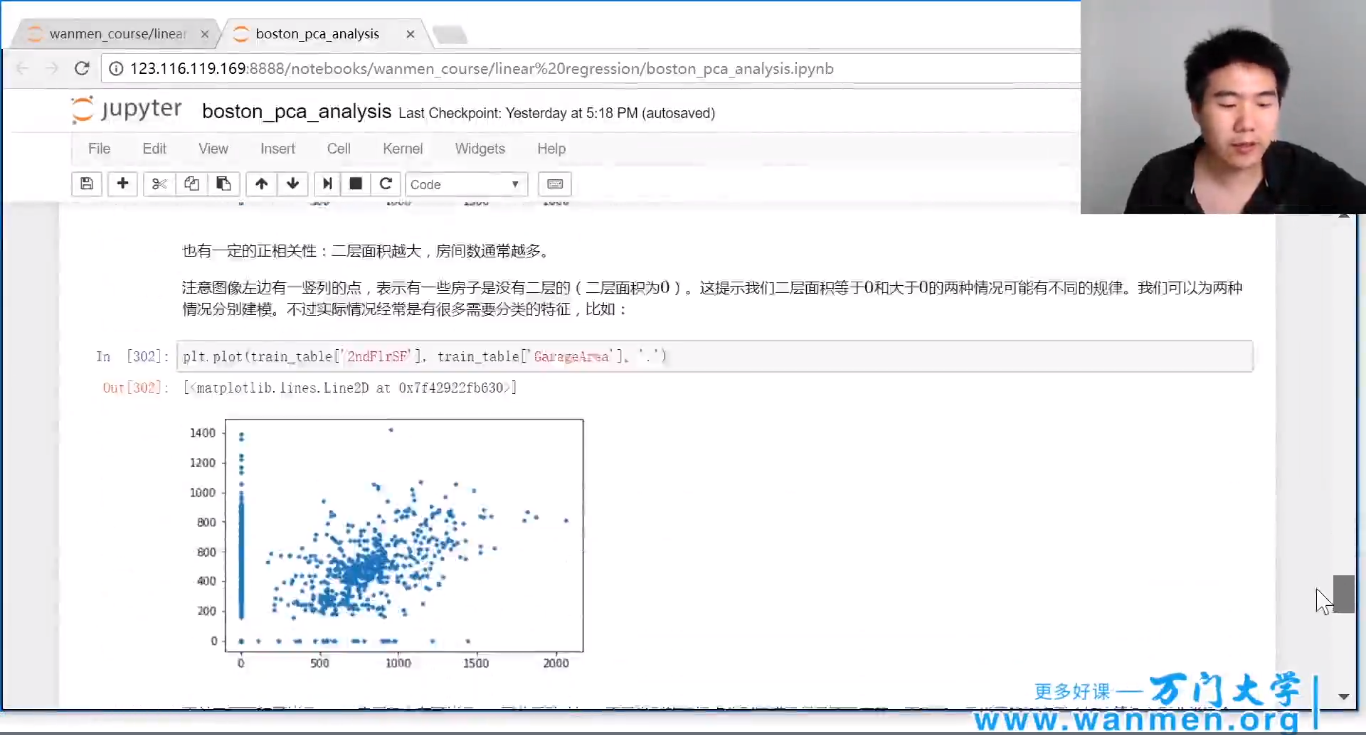 wanmen_course/linear
boston_pca_analysis
123.116.119.169:8888/notebooks/wanmen_course/linear%20regression/boston_pca_analysis.ipynb
jupyter boston_pca_analysis Last Checkpoint: Yesterday at 5:18 PM (autosaved)
File Edit View Insert Cell Kernel Widgets Help
Code
也有一定的正相关性：二层面积越大，房间数通常越多。
注意图像左边有一竖列的点，表示有一些房子是没有二层的（二层面积为0）。这提示我们二层面积等于0和大于0的两种情况可能有不同的规律。我们可以为两种
情况分别建模。不过实际情况经常是有很多需要分类的特征，比如：
In [302]: plt.plot(train_table['2ndFlrSF'], train_table['GarageArea'], '.')
Out[302]: [<matplotlib.lines.Line2D at 0x7f42922fb630>]
1400
1200
1000
800
600
400
200
0
0 500 1000 1500 2000
更多好课 — 万门大学
www.wanmen.org